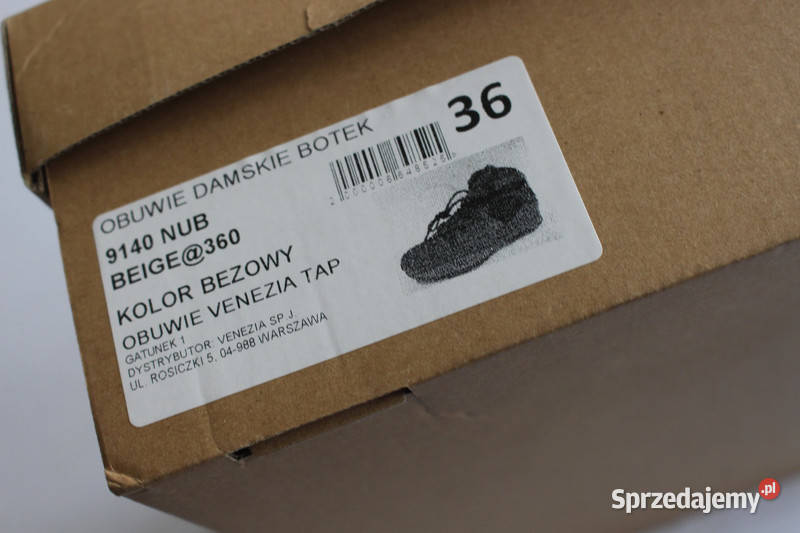 OBUWIE DAMSKIE BOTEK
36
9140 NUB
BEIGE@360
KOLOR BEZOWY
OBUWIE VENEZIA TAP
GATUNEK 1
DYSTRYBUTOR: VENEZIA SP.J.
UL. ROSICZKI 5, 04-988 WARSZAWA
Sprzedajemy.pl